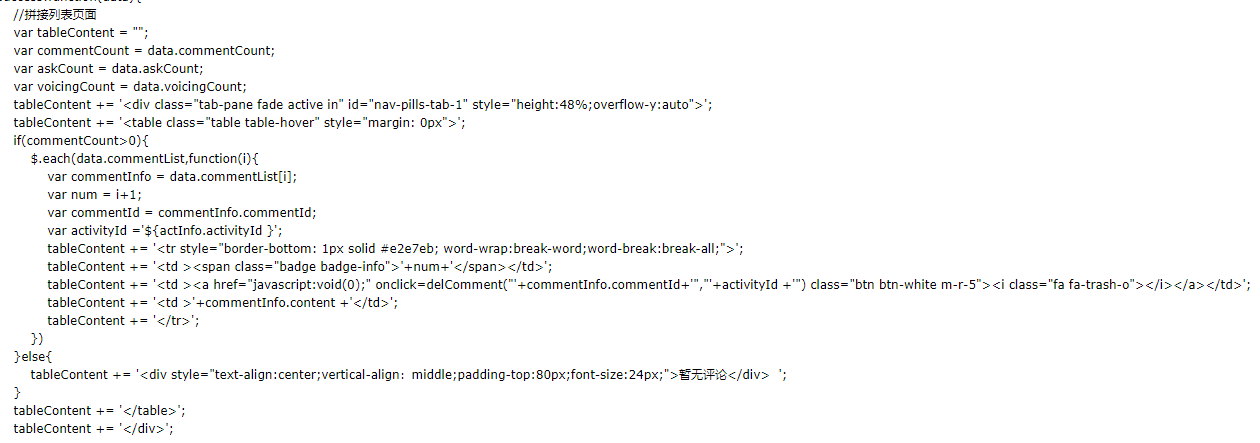 //拼接列表页面
var tableContent = "";
var commentCount = data.commentCount;
var askCount = data.askCount;
var voicingCount = data.voicingCount;
tableContent += '<div class="tab-pane fade active in" id="nav-pills-tab-1" style="height:48%;overflow-y:auto">';
tableContent += '<table class="table table-hover" style="margin: 0px">';
if(commentCount>0){
$.each(data.commentList,function(i){
var commentInfo = data.commentList[i];
var num = i+1;
var commentId = commentInfo.commentId;
var activityId ='${actInfo.activityId }';
tableContent += '<tr style="border-bottom: 1px solid #e2e7eb; word-wrap:break-word;word-break:break-all;">';
tableContent += '<td ><span class="badge badge-info">'+num+'</span></td>';
tableContent += '<td ><a href="javascript:void(0);" onclick=delComment("'+commentInfo.commentId+'","'+activityId +'") class="btn btn-white m-r-5"><i class="fa fa-trash-o"></i></a></td>';
tableContent += '<td >'+commentInfo.content +'</td>';
tableContent += '</tr>';
})
}else{
tableContent += '<div style="text-align:center;vertical-align：middle;padding-top:80px;font-size:24px;">暂无评论</div>  ';
}
tableContent += '</table>';
tableContent += '</div>';